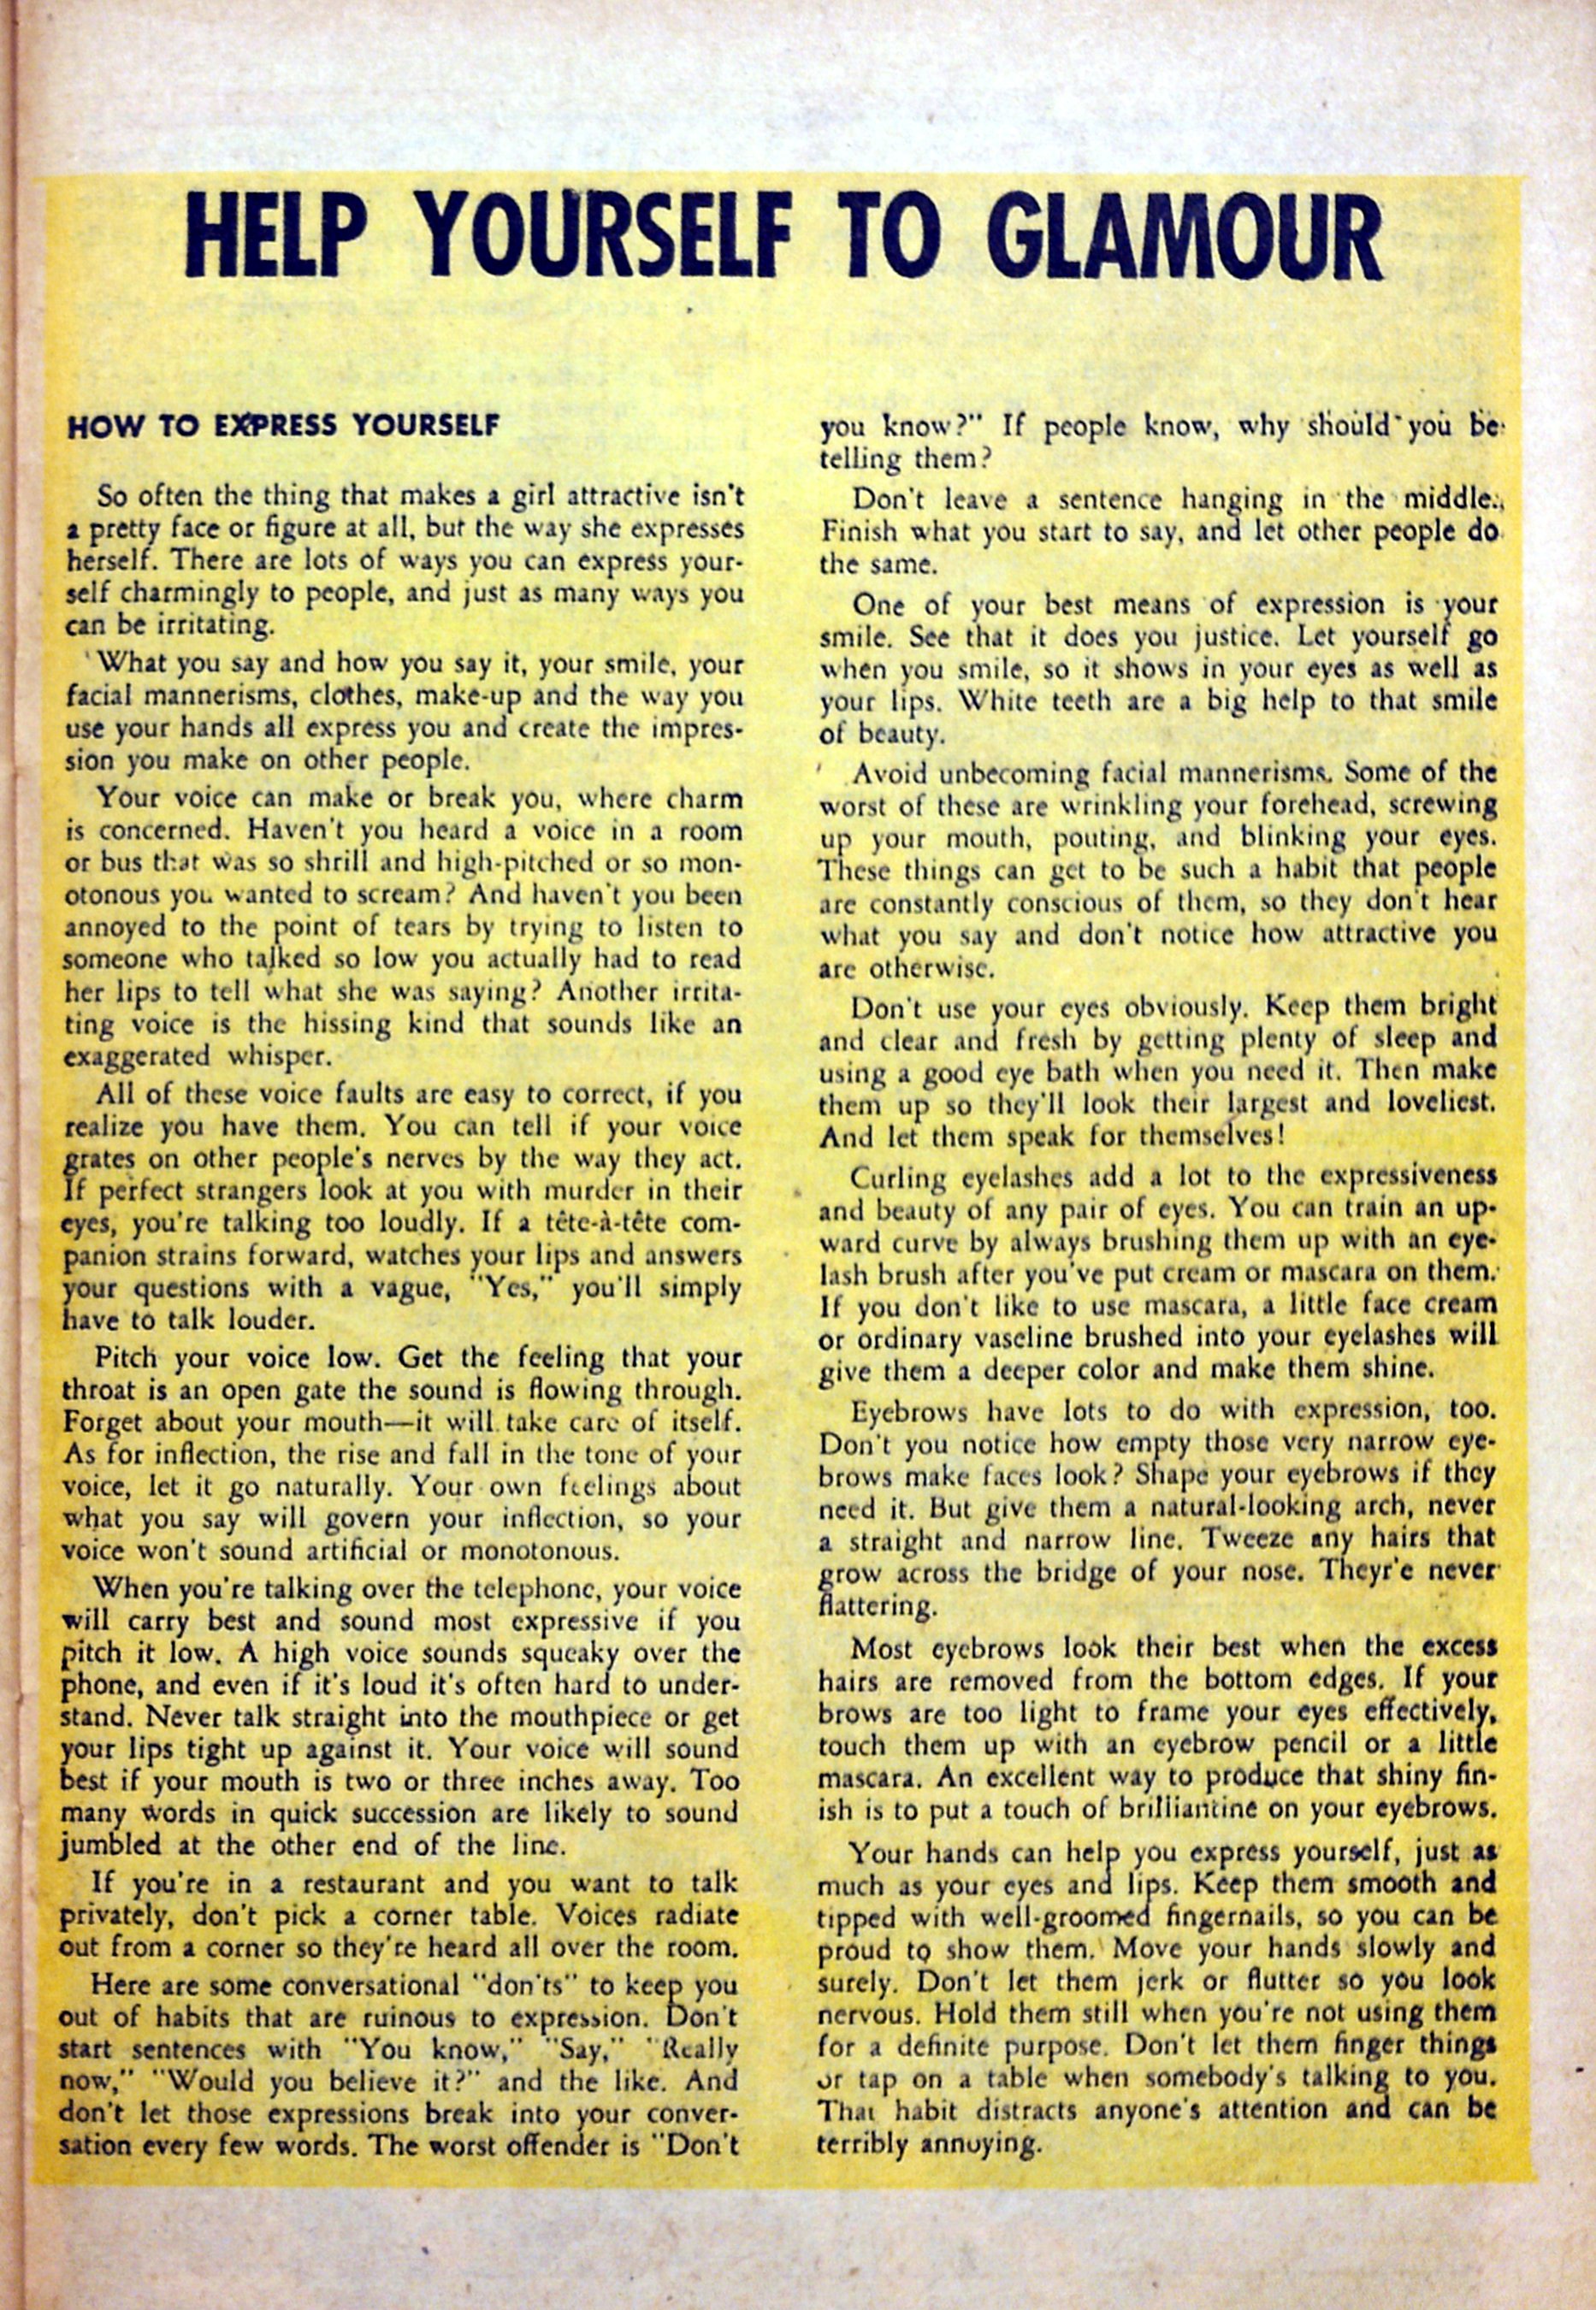 HELP YOURSELF TO GLAMOUR
HOW TO EXPRESS YOURSELF
So often the thing that makes a girl attractive isn't
a pretty face or figure at all, but the way she expresses
herself. There are lots of ways you can express your-
self charmingly to people, and just as many ways you
can be irritating.
What you say and how you say it, your smile, your
facial mannerisms, clothes, make-up and the way you
use your hands all express you and create the impres-
sion you make on other people.
Your voice can make or break you, where charm
is concerned. Haven't you heard a voice in a room
or bus that was so shrill and high-pitched or so mon-
otonous you wanted to scream? And haven't you been
annoyed to the point of tears by trying to listen to
someone who talked so low you actually had to read
her lips to tell what she was saying? Another irrita-
ting voice is the hissing kind that sounds like an
exaggerated whisper.
All of these voice faults are easy to correct, if you
realize you have them. You can tell if your voice
grates on other people's nerves by the way they act.
If perfect strangers look at you with murder in their
eyes, you're talking too loudly. If a tête-à-tête com-
panion strains forward, watches your lips and answers
your questions with a vague, "Yes," you'll simply
have to talk louder.
Pitch your voice low. Get the feeling that your
throat is an open gate the sound is flowing through.
Forget about your mouth—it will take care of itself.
As for inflection, the rise and fall in the tone of your
voice, let it go naturally. Your own feelings about
what you say will govern your inflection, so your
voice won't sound artificial or monotonous.
When you're talking over the telephone, your voice
will carry best and sound most expressive if you
pitch it low. A high voice sounds squeaky over the
phone, and even if it's loud it's often hard to under-
stand. Never talk straight into the mouthpiece or get
your lips tight up against it. Your voice will sound
best if your mouth is two or three inches away. Too
many words in quick succession are likely to sound
jumbled at the other end of the line.
If you're in a restaurant and you want to talk
privately, don't pick a corner table. Voices radiate
out from a corner so they're heard all over the room.
Here are some conversational "don'ts" to keep you
out of habits that are ruinous to expression. Don't
start sentences with "You know," "Say," "Really
now," "Would you believe it?" and the like. And
don't let those expressions break into your conver-
sation every few words. The worst offender is "Don't
you know?" If people know, why should you be
telling them?
Don't leave a sentence hanging in the middle.
Finish what you start to say, and let other people do
the same.
One of your best means of expression is your
smile. See that it does you justice. Let yourself go
when you smile, so it shows in your eyes as well as
your lips. White teeth are a big help to that smile
of beauty.
Avoid unbecoming facial mannerisms. Some of the
worst of these are wrinkling your forehead, screwing
up your mouth, pouting, and blinking your eyes.
These things can get to be such a habit that people
are constantly conscious of them, so they don't hear
what you say and don't notice how attractive you
are otherwise.
Don't use your eyes obviously. Keep them bright
and clear and fresh by getting plenty of sleep and
using a good eye bath when you need it. Then make
them up so they'll look their largest and loveliest.
And let them speak for themselves!
Curling eyelashes add a lot to the expressiveness
and beauty of any pair of eyes. You can train an up-
ward curve by always brushing them up with an eye-
lash brush after you've put cream or mascara on them.
If you don't like to use mascara, a little face cream
or ordinary vaseline brushed into your eyelashes will
give them a deeper color and make them shine.
Eyebrows have lots to do with expression, too.
Don't you notice how empty those very narrow eye-
brows make faces look? Shape your eyebrows if they
need it. But give them a natural-looking arch, never
a straight and narrow line. Tweeze any hairs that
grow across the bridge of your nose. Theyr'e never
flattering.
Most eyebrows look their best when the excess
hairs are removed from the bottom edges. If your
brows are too light to frame your eyes effectively,
touch them up with an eyebrow pencil or a little
mascara. An excellent way to produce that shiny fin-
ish is to put a touch of brilliantine on your eyebrows.
Your hands can help you express yourself, just as
much as your eyes and lips. Keep them smooth and
tipped with well-groomed fingernails, so you can be
proud to show them. Move your hands slowly and
surely. Don't let them jerk or flutter so you look
nervous. Hold them still when you're not using them
for a definite purpose. Don't let them finger things
or tap on a table when somebody's talking to you.
That habit distracts anyone's attention and can be
terribly annoying.